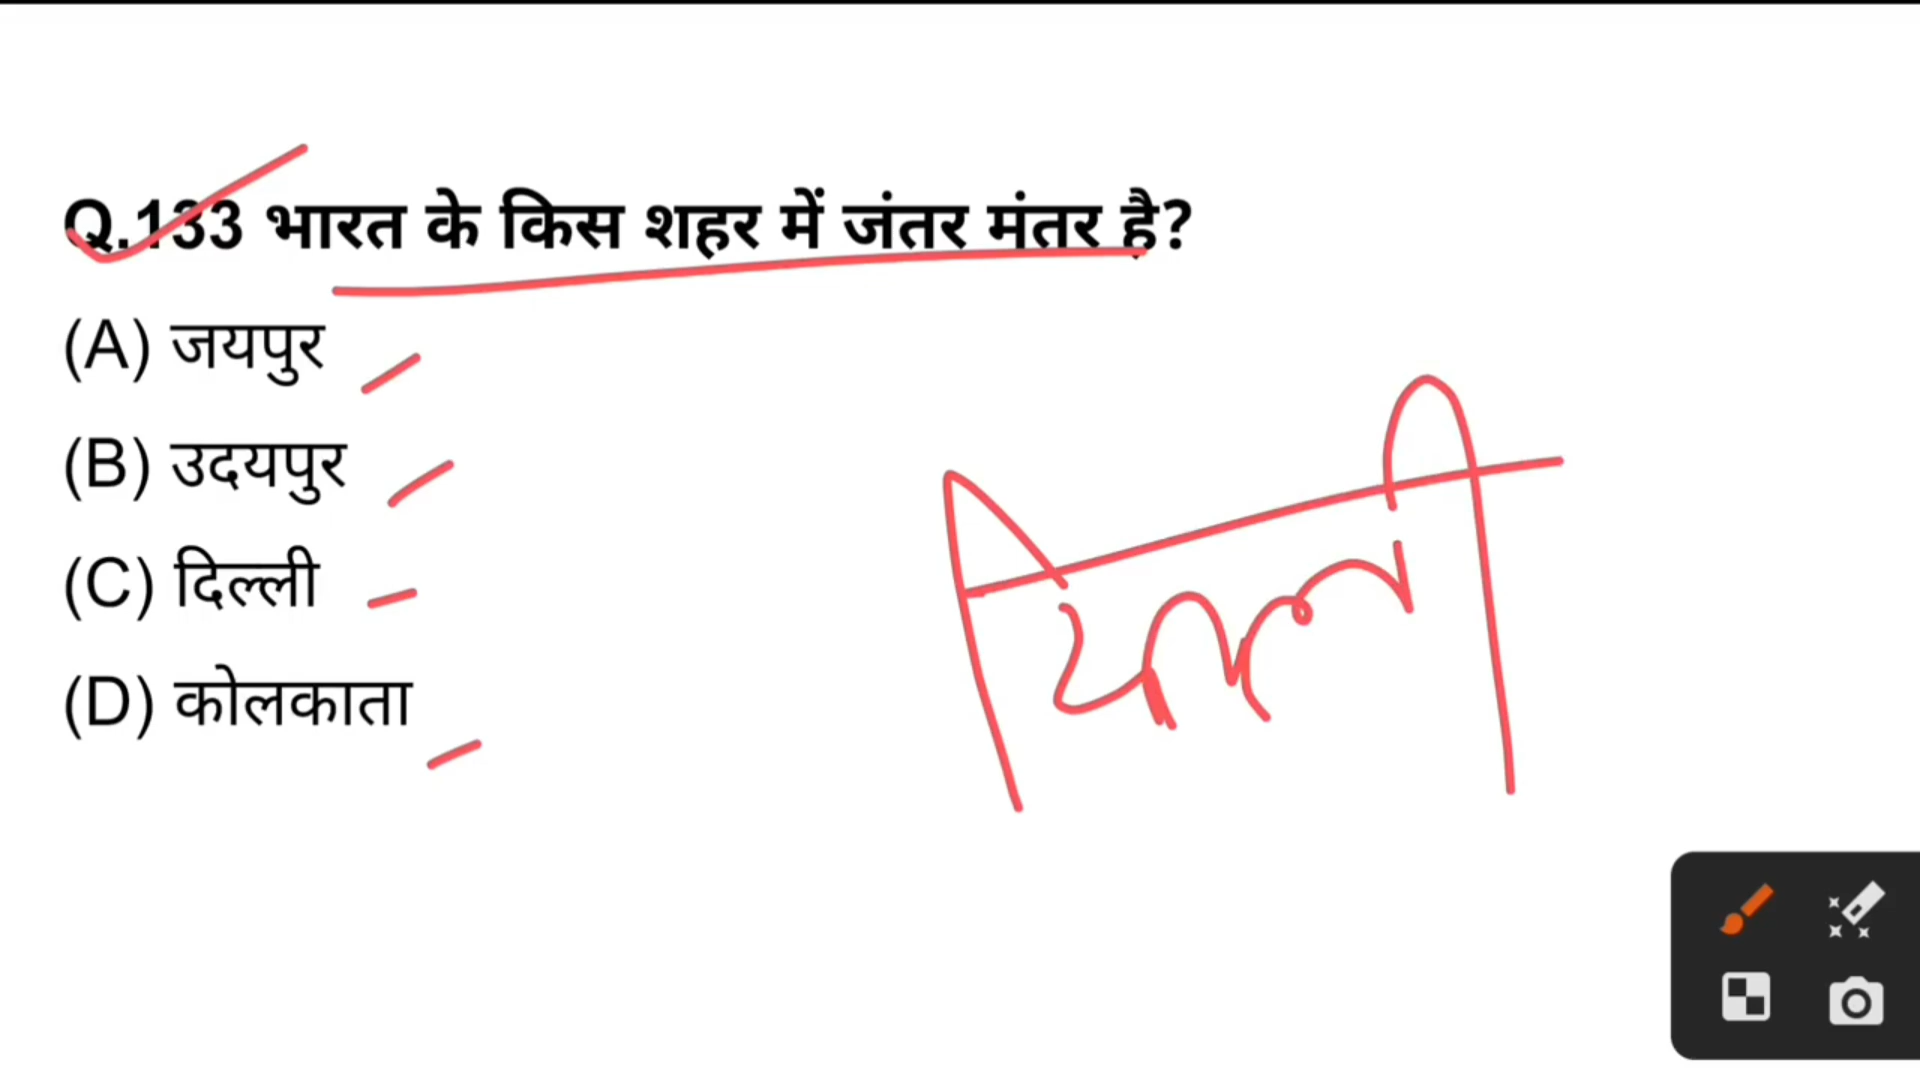 Q.133 भारत के किस शहर में जंतर मंतर है?
(A) जयपुर
(B) उदयपुर
(C) दिल्ली
(D) कोलकाता
दिल्ली